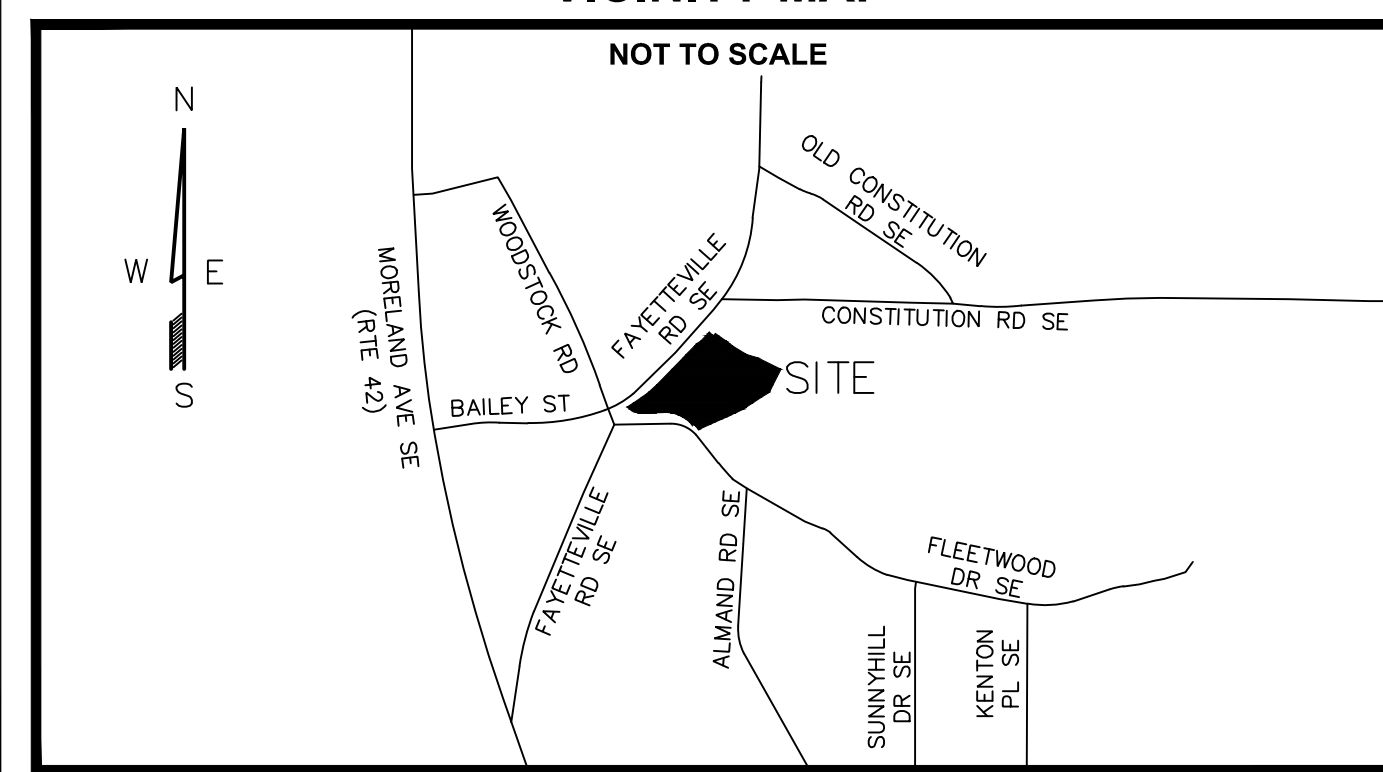 NOT TO SCALE
N
W
E
S
OLD CONSTITUTION
RD SE
WOODSTOCK RD
FAYETTEVILLE
RD SE
MORELAND AVE SE
(RTE 42)
CONSTITUTION RD SE
SITE
BAILEY ST
FAYETTEVILLE
RD SE
ALMAND RD SE
FLEETWOOD
DR SE
SUNNYHILL
DR SE
KENTON
PL SE